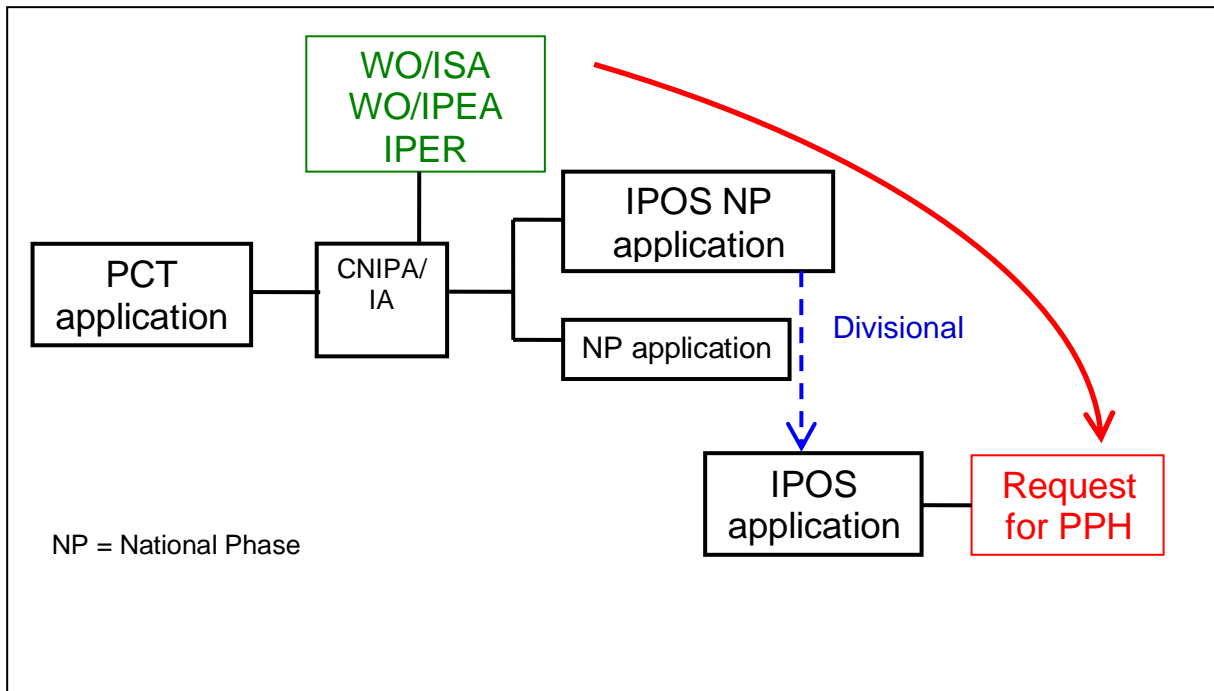 WO/ISA
WO/IPEA
IPER
PCT
application
CNIPA/
IA
IPOS NP
application
NP application
Divisional
IPOS
application
Request
for PPH
NP = National Phase